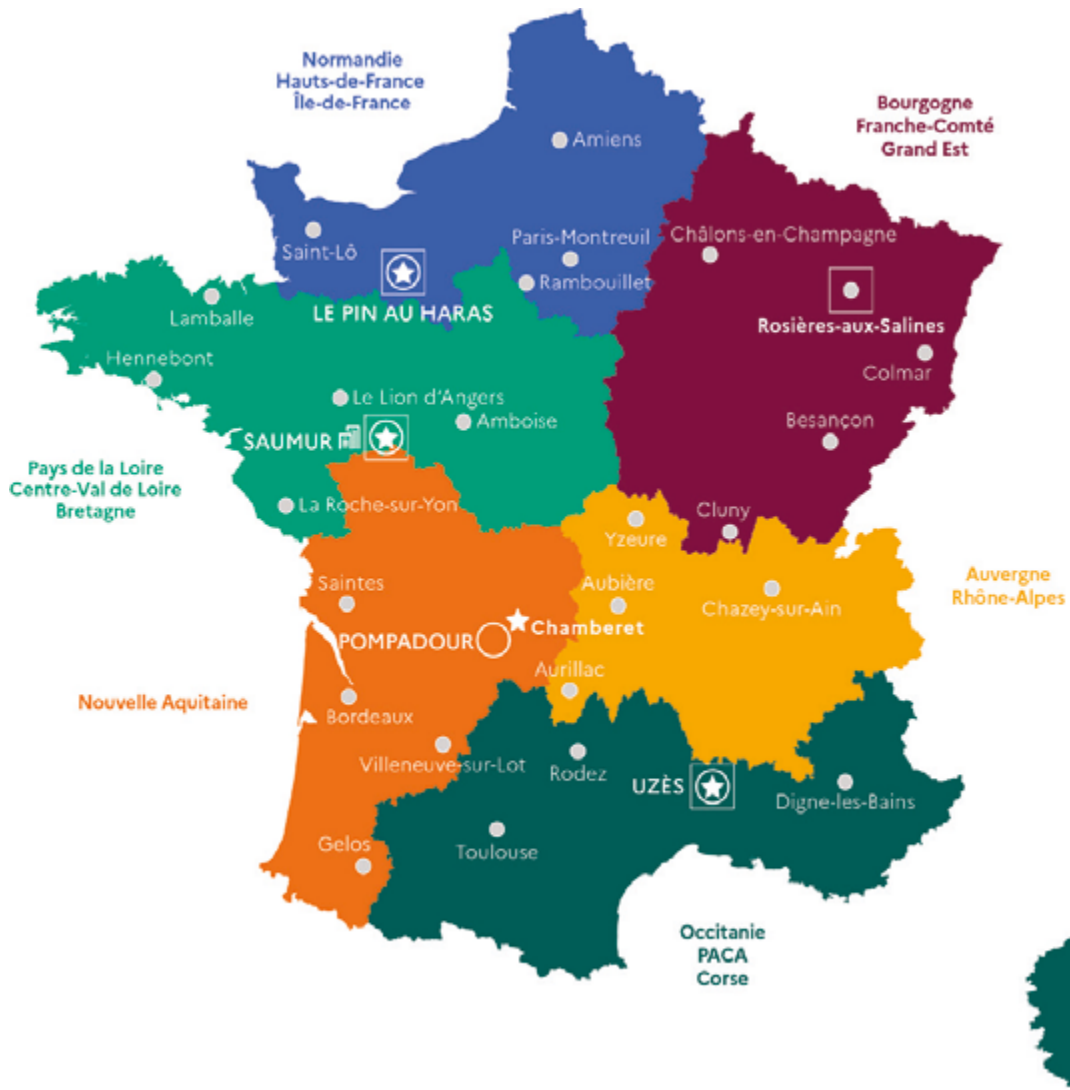 Normandie
Hauts-de-France
Île-de-France
Bourgogne
Franche-Comté
Grand Est
Amiens
Saint-Lô
Paris-Montreuil
Châlons-en-Champagne
Rambouillet
LE PIN AU HARAS
Lamballe
Rosières-aux-Salines
Hennebont
Colmar
Le Lion d'Angers
Amboise
Besançon
SAUMUR
Pays de la Loire
Centre-Val de Loire
Bretagne
La Roche-sur-Yon
Cluny
Yzeure
Auvergne
Rhône-Alpes
Saintes
Aubière
Chazey-sur-Ain
Chamberet
POMPADOUR
Aurillac
Nouvelle Aquitaine
Bordeaux
Villeneuve-sur-Lot
Rodez
UZÈS
Digne-les-Bains
Gelos
Toulouse
Occitanie
PACA
Corse